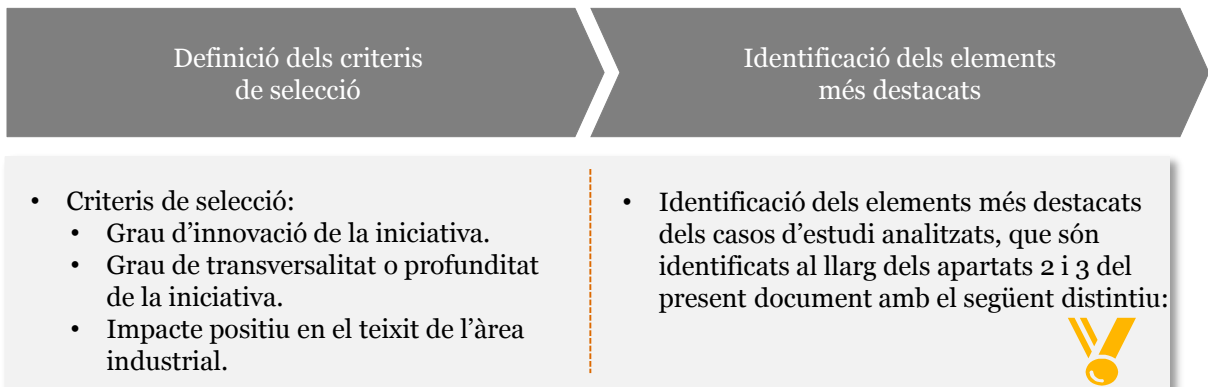 Definició dels criteris
de selecció
Identificació dels elements
més destacats
• Criteris de selecció:
• Grau d'innovació de la iniciativa.
• Grau de transversalitat o profunditat
de la iniciativa.
• Impacte positiu en el teixit de l'àrea
industrial.
• Identificació dels elements més destacats
dels casos d'estudi analitzats, que són
identificats al llarg dels apartats 2 i 3 del
present document amb el següent distintiu: